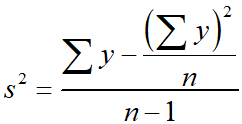 s² = (∑ y − (∑ y)² / n) / (n − 1)